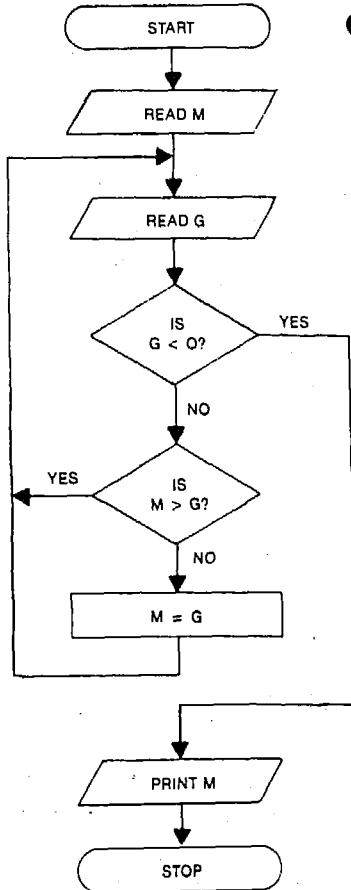 START
READ M
READ G
IS
G < O?
YES
NO
YES
IS
M > G?
NO
M = G
PRINT M
STOP